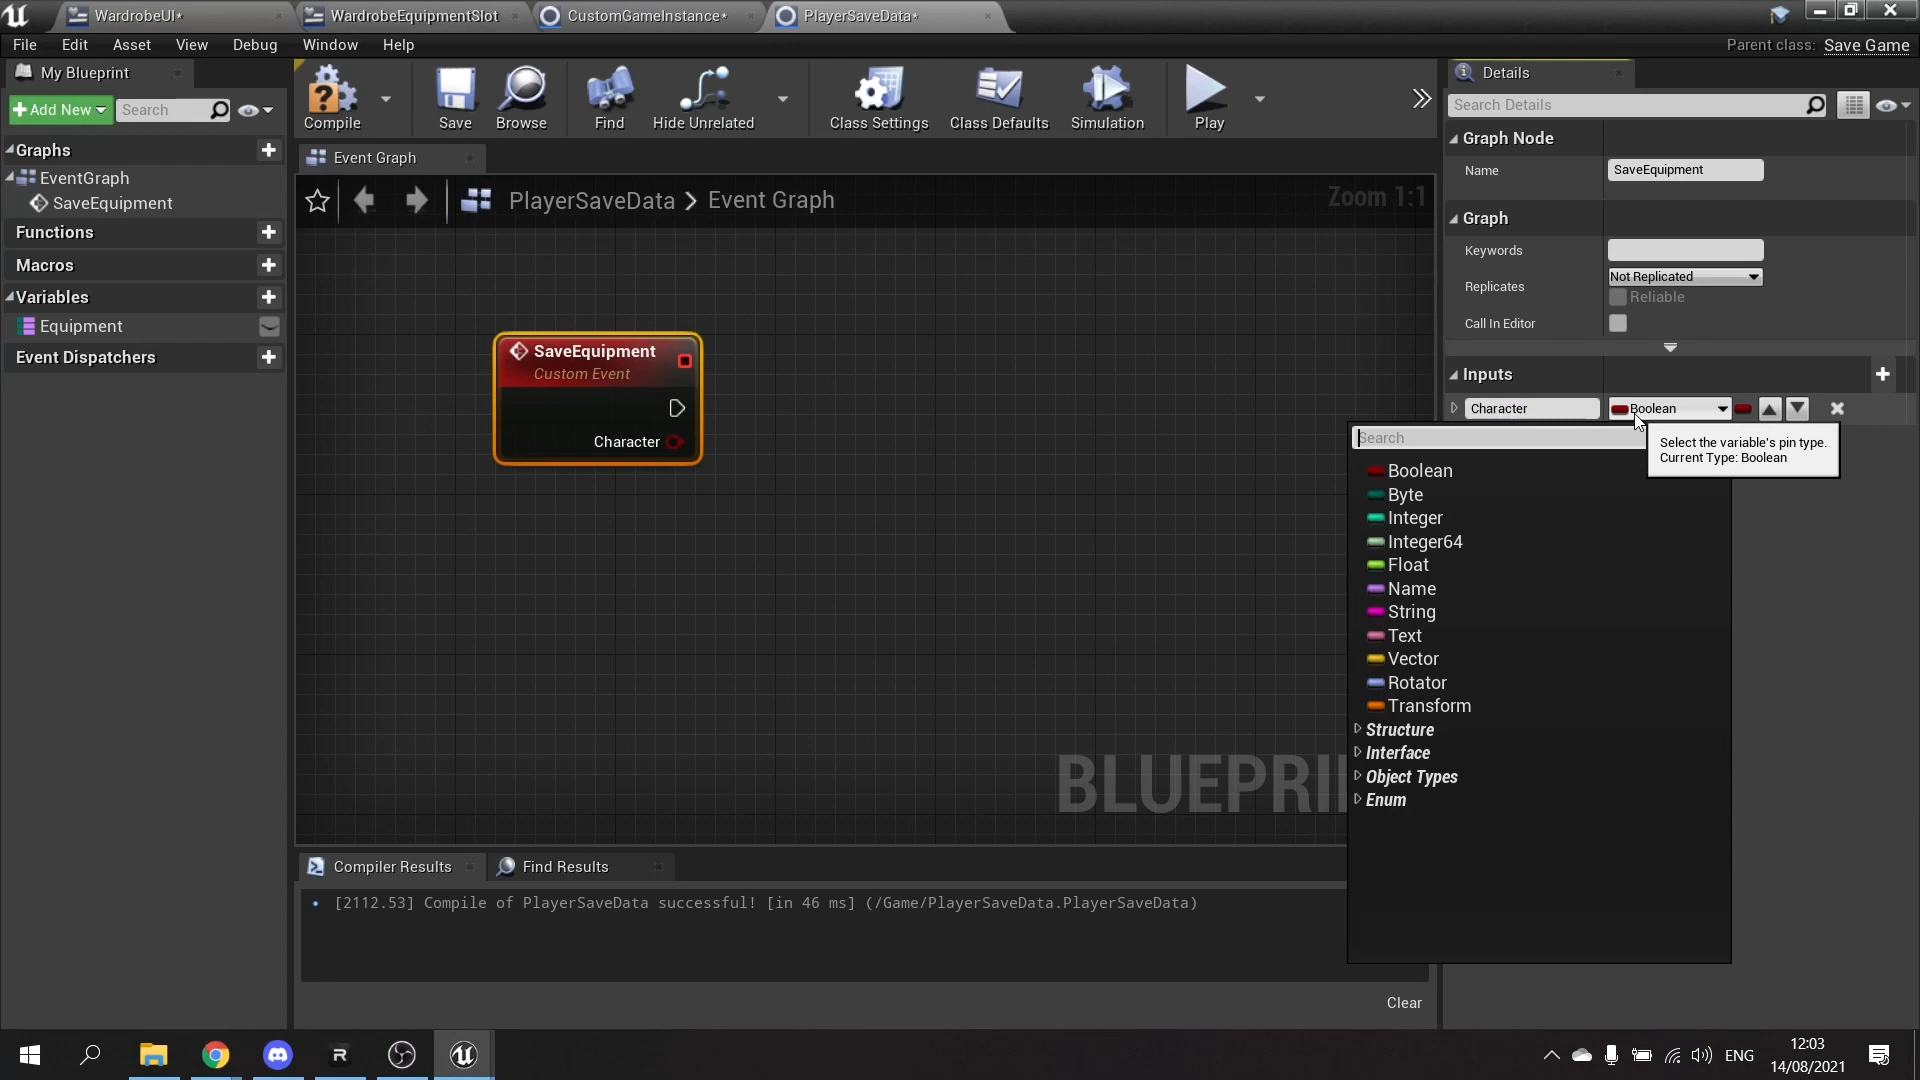 WardrobeUI*
WardrobeEquipmentSlot
CustomGameInstance*
PlayerSaveData*
File
Edit
Asset
View
Debug
Window
Help
Parent class: Save Game
My Blueprint
Add New
Search
Graphs
EventGraph
SaveEquipment
Functions
Macros
Variables
Equipment
Event Dispatchers
Compile
Save
Browse
Find
Hide Unrelated
Class Settings
Class Defaults
Simulation
Play
Event Graph
PlayerSaveData > Event Graph
Zoom 1:1
SaveEquipment
Custom Event
Character
BLUEPRI
Details
Search Details
Graph Node
Name
SaveEquipment
Graph
Keywords
Replicates
Not Replicated
Reliable
Call In Editor
Inputs
Character
Boolean
Search
Select the variable's pin type.
Current Type: Boolean
Boolean
Byte
Integer
Integer64
Float
Name
String
Text
Vector
Rotator
Transform
Structure
Interface
Object Types
Enum
Compiler Results
Find Results
[2112.53] Compile of PlayerSaveData successful! [in 46 ms] (/Game/PlayerSaveData.PlayerSaveData)
Clear
ENG
12:03
14/08/2021